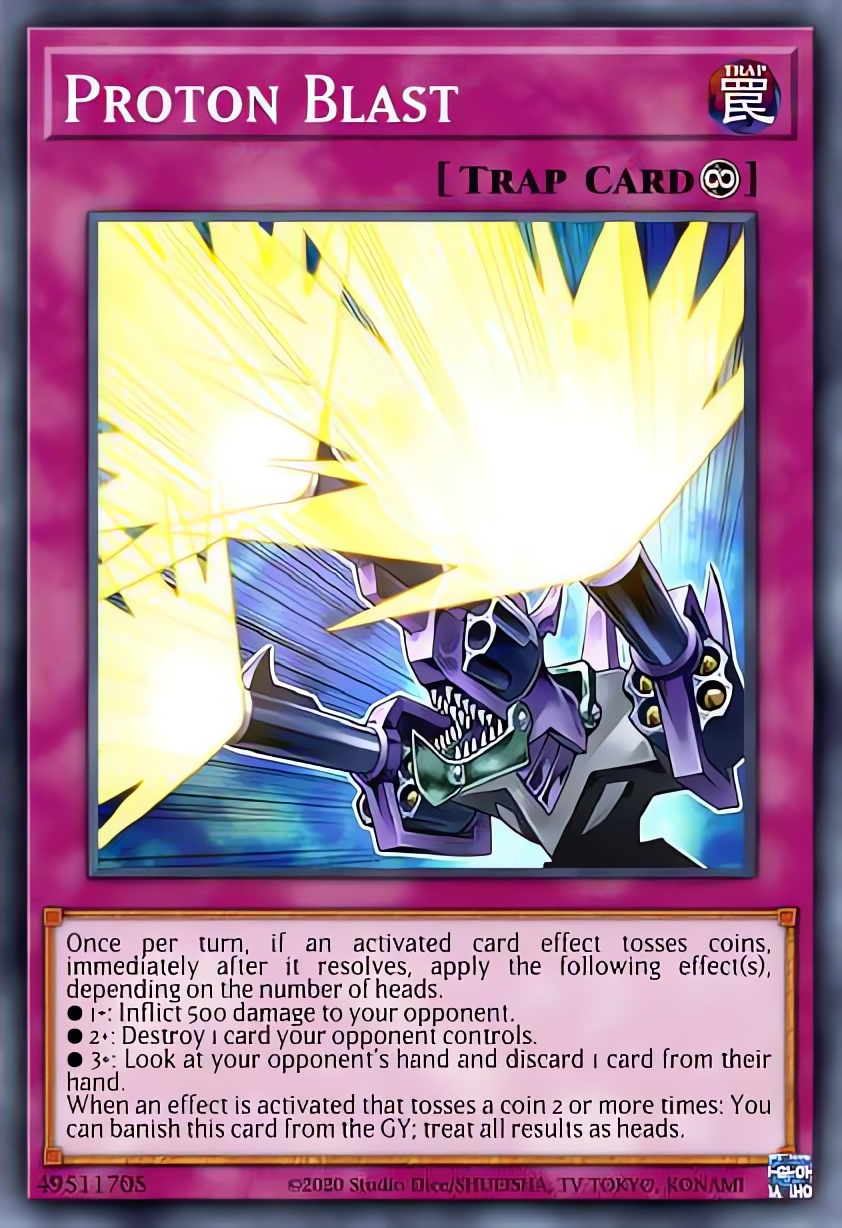 PROTON BLAST
TRAP
罠
[TRAP CARD]
Once per turn, if an activated card effect tosses coins,
immediately after it resolves, apply the following effect(s),
depending on the number of heads.
● 1+: Inflict 500 damage to your opponent.
● 2+: Destroy 1 card your opponent controls.
● 3+: Look at your opponent's hand and discard 1 card from their
hand.
When an effect is activated that tosses a coin 2 or more times: You
can banish this card from the GY; treat all results as heads.
49511705 ©2020 Studio Dice/SHUEISHA, TV TOKYO, KONAMI